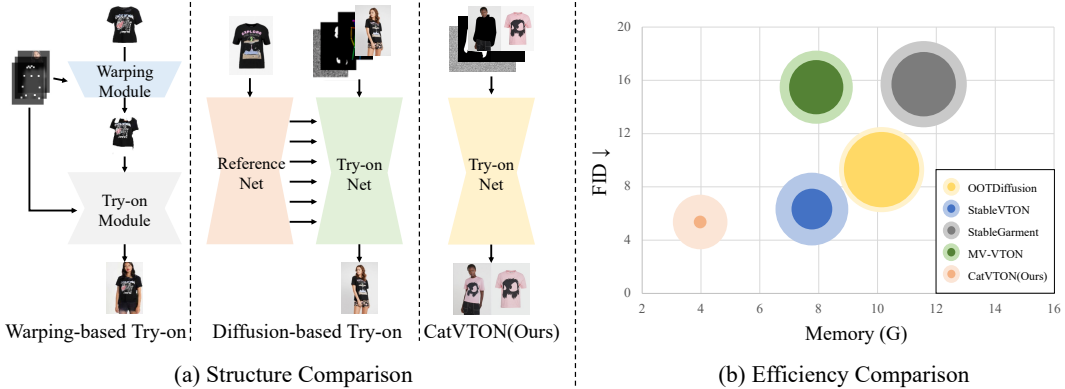 Warping
Module
Try-on
Module
Warping-based Try-on
EXPLORE
Reference
Net
Try-on
Net
Diffusion-based Try-on
Try-on
Net
CatVTON(Ours)
(a) Structure Comparison
20
16
12
8
4
0
FID ↓
2
4
6
8
10
12
14
16
Memory (G)
OOTDiffusion
StableVTON
StableGarment
MV-VTON
CatVTON(Ours)
(b) Efficiency Comparison